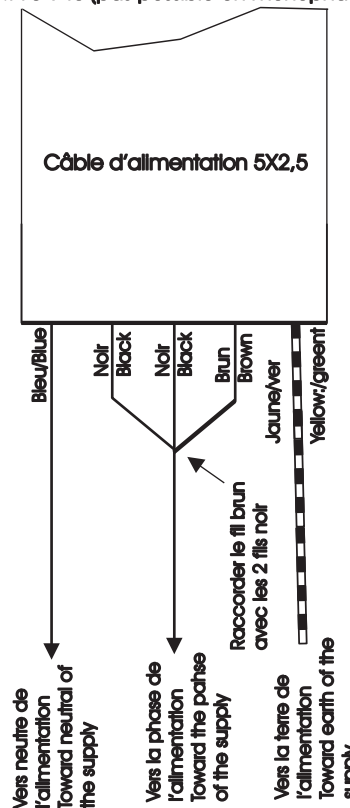 Câble d'alimentation 5X2,5
Bleu/Blue
Noir
Black
Noir
Black
Brun
Brown
Jaune/ver
Yellow:/greent
Raccorder le fil brun
avec les 2 fils noir
Vers neutre de
l'alimentation
Toward neutral of
the supply
Vers la phase de
l'alimentation
Toward the pahse
of the supply
Vers la terre de
l'alimentation
Toward earth of the
supply